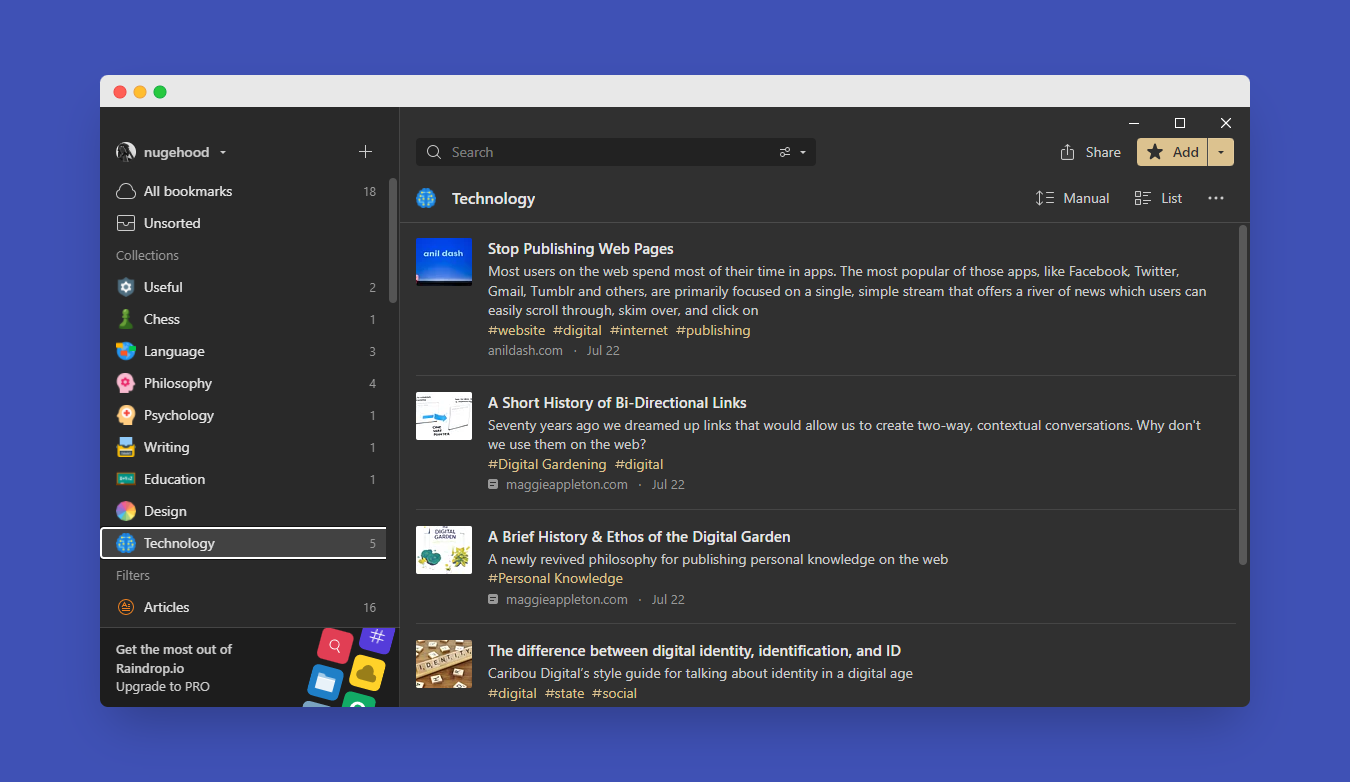 nugehood
All bookmarks 18
Unsorted
Collections
Useful 2
Chess 1
Language 3
Philosophy 4
Psychology 1
Writing 1
Education 1
Design
Technology 5
Filters
Articles 16
Get the most out of
Raindrop.io
Upgrade to PRO
Search
Share
Add
Technology
Manual
List
anil dash
Stop Publishing Web Pages
Most users on the web spend most of their time in apps. The most popular of those apps, like Facebook, Twitter,
Gmail, Tumblr and others, are primarily focused on a single, simple stream that offers a river of news which users can
easily scroll through, skim over, and click on
#website #digital #internet #publishing
anildash.com · Jul 22
A Short History of Bi-Directional Links
Seventy years ago we dreamed up links that would allow us to create two-way, contextual conversations. Why don't
we use them on the web?
#Digital Gardening #digital
maggieappleton.com · Jul 22
DIGITAL
GARDEN
A Brief History & Ethos of the Digital Garden
A newly revived philosophy for publishing personal knowledge on the web
#Personal Knowledge
maggieappleton.com · Jul 22
IDENTITY
The difference between digital identity, identification, and ID
Caribou Digital's style guide for talking about identity in a digital age
#digital #state #social